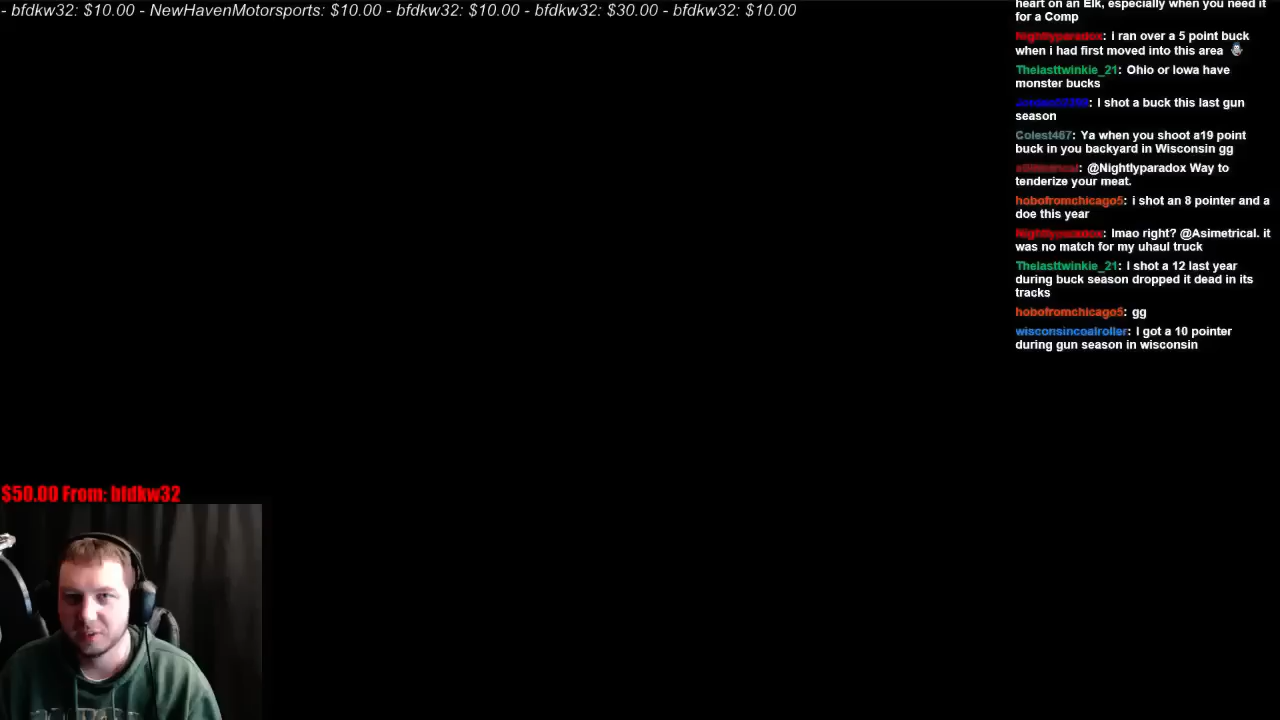 - bfdkw32: $10.00 - NewHavenMotorsports: $10.00 - bfdkw32: $10.00 - bfdkw32: $30.00 - bfdkw32: $10.00
heart on an Elk, especially when you need it
for a Comp
Nightlyparadox: i ran over a 5 point buck
when i had first moved into this area
Thelasttwinkie_21: Ohio or Iowa have
monster bucks
: I shot a buck this last gun
season
Colest467: Ya when you shoot a19 point
buck in you backyard in Wisconsin gg
: @Nightlyparadox Way to
tenderize your meat.
hobofromchicago5: i shot an 8 pointer and a
doe this year
Nightlyparadox: lmao right? @Asimetrical. it
was no match for my uhaul truck
Thelasttwinkie_21: I shot a 12 last year
during buck season dropped it dead in its
tracks
hobofromchicago5: gg
wisconsincoalroller: I got a 10 pointer
during gun season in wisconsin
$50.00 From: bfdkw32